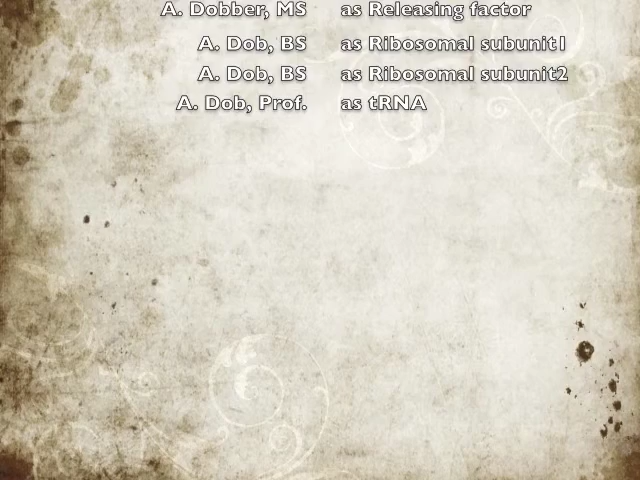 A. Dobber, MS as Releasing factor
A. Dob, BS as Ribosomal subunit1
A. Dob, BS as Ribosomal subunit2
A. Dob, Prof. as tRNA